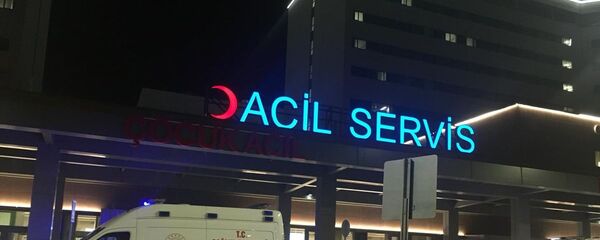 ACİL SERVİS
ÇOCUK ACİL
T.C.